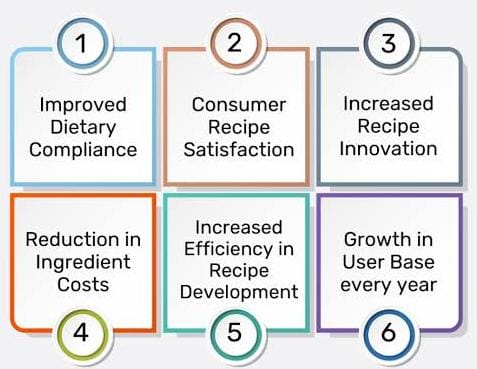 1
Improved
Dietary
Compliance
2
Consumer
Recipe
Satisfaction
3
Increased
Recipe
Innovation
Reduction in
Ingredient
Costs
4
Increased
Efficiency in
Recipe
Development
5
Growth in
User Base
every year
6